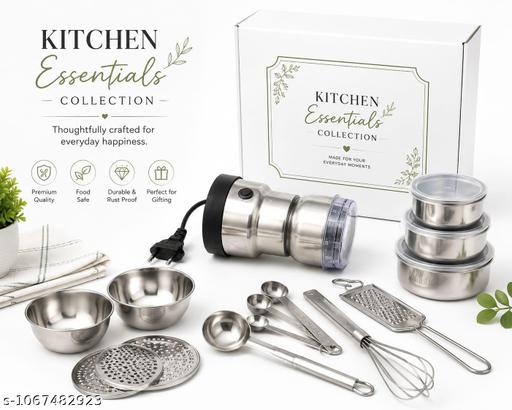 KITCHEN
Essentials
COLLECTION
Thoughtfully crafted for
everyday happiness.
Premium
Quality
Food
Safe
Durable &
Rust Proof
Perfect for
Gifting
KITCHEN
Essentials
COLLECTION
MADE FOR YOUR
EVERYDAY MOMENTS
s-1067482923